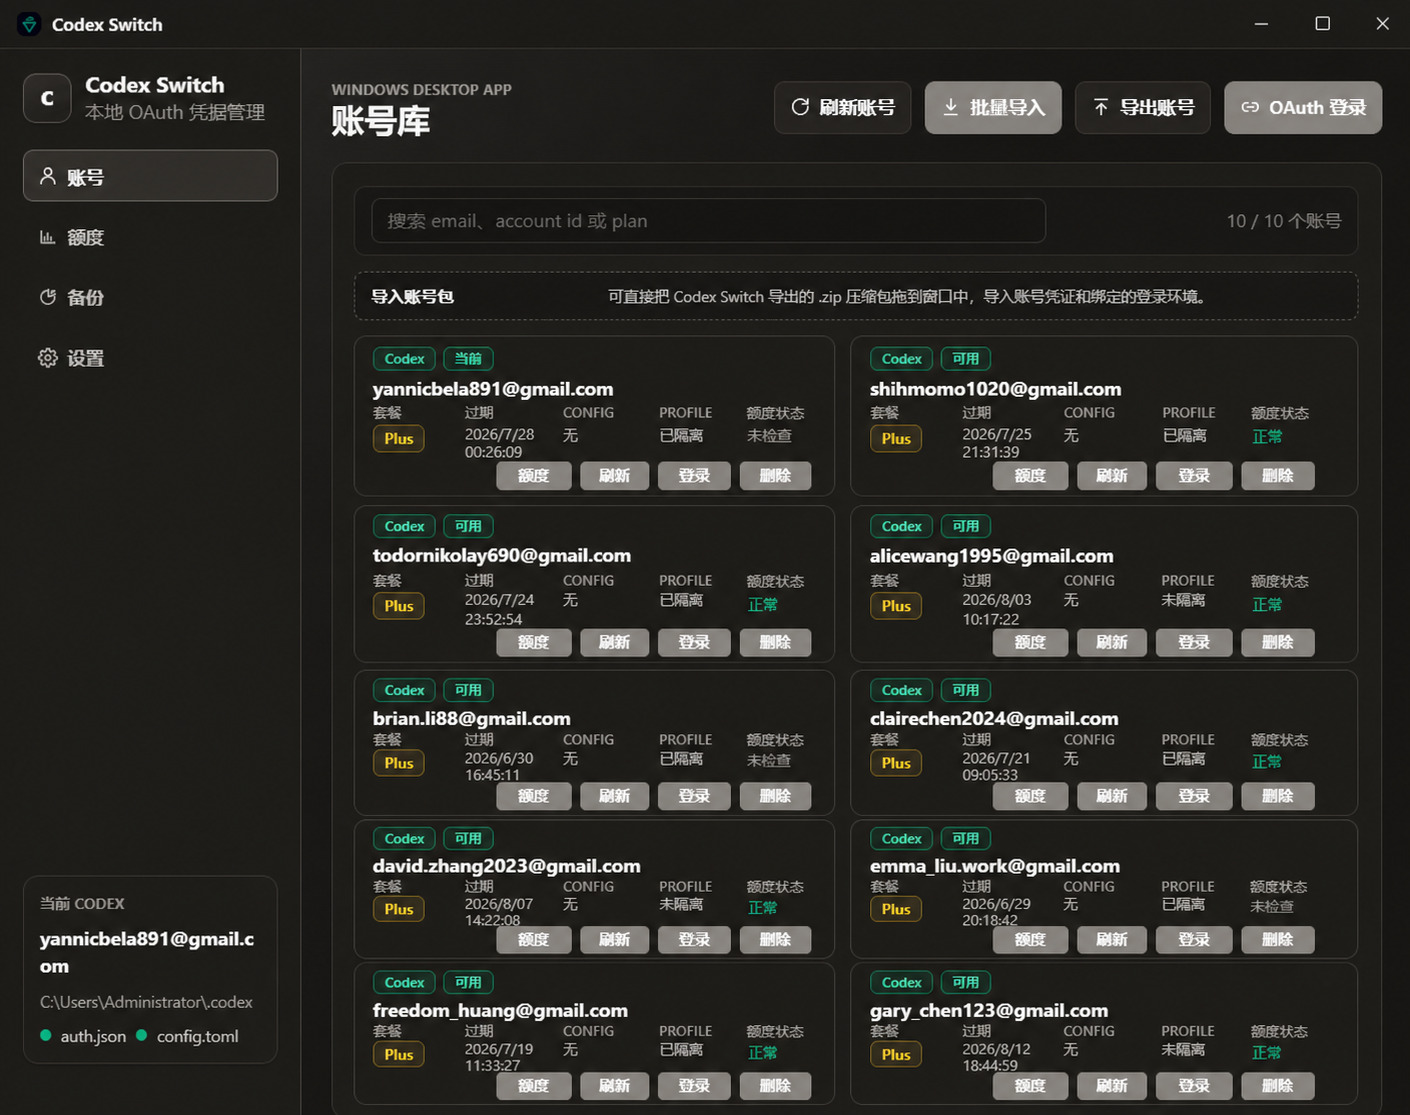 Codex Switch
C
Codex Switch
本地 OAuth 凭据管理
账号
额度
备份
设置
当前 CODEX
yannicbela891@gmail.c
om
C:\Users\Administrator\.codex
auth.json config.toml
WINDOWS DESKTOP APP
账号库
刷新账号 批量导入 导出账号 OAuth 登录
搜索 email、account id 或 plan
10 / 10 个账号
导入账号包 可直接把 Codex Switch 导出的 .zip 压缩包拖到窗口中，导入账号凭证和绑定的登录环境。
Codex 当前
yannicbela891@gmail.com
套餐 过期 CONFIG PROFILE 额度状态
Plus 2026/7/28 无 已隔离 未检查
00:26:09
额度 刷新 登录 删除
Codex 可用
shihmomo1020@gmail.com
套餐 过期 CONFIG PROFILE 额度状态
Plus 2026/7/25 无 已隔离 正常
21:31:39
额度 刷新 登录 删除
Codex 可用
todornikolay690@gmail.com
套餐 过期 CONFIG PROFILE 额度状态
Plus 2026/7/24 无 已隔离 正常
23:52:54
额度 刷新 登录 删除
Codex 可用
alicewang1995@gmail.com
套餐 过期 CONFIG PROFILE 额度状态
Plus 2026/8/03 无 未隔离 正常
10:17:22
额度 刷新 登录 删除
Codex 可用
brian.li88@gmail.com
套餐 过期 CONFIG PROFILE 额度状态
Plus 2026/6/30 无 已隔离 未检查
16:45:11
额度 刷新 登录 删除
Codex 可用
clairechen2024@gmail.com
套餐 过期 CONFIG PROFILE 额度状态
Plus 2026/7/21 无 已隔离 正常
09:05:33
额度 刷新 登录 删除
Codex 可用
david.zhang2023@gmail.com
套餐 过期 CONFIG PROFILE 额度状态
Plus 2026/8/07 无 未隔离 正常
14:22:08
额度 刷新 登录 删除
Codex 可用
emma_liu.work@gmail.com
套餐 过期 CONFIG PROFILE 额度状态
Plus 2026/6/29 无 已隔离 未检查
20:18:42
额度 刷新 登录 删除
Codex 可用
freedom_huang@gmail.com
套餐 过期 CONFIG PROFILE 额度状态
Plus 2026/7/19 无 已隔离 正常
11:33:27
额度 刷新 登录 删除
Codex 可用
gary_chen123@gmail.com
套餐 过期 CONFIG PROFILE 额度状态
Plus 2026/8/12 无 未隔离 正常
18:44:59
额度 刷新 登录 删除